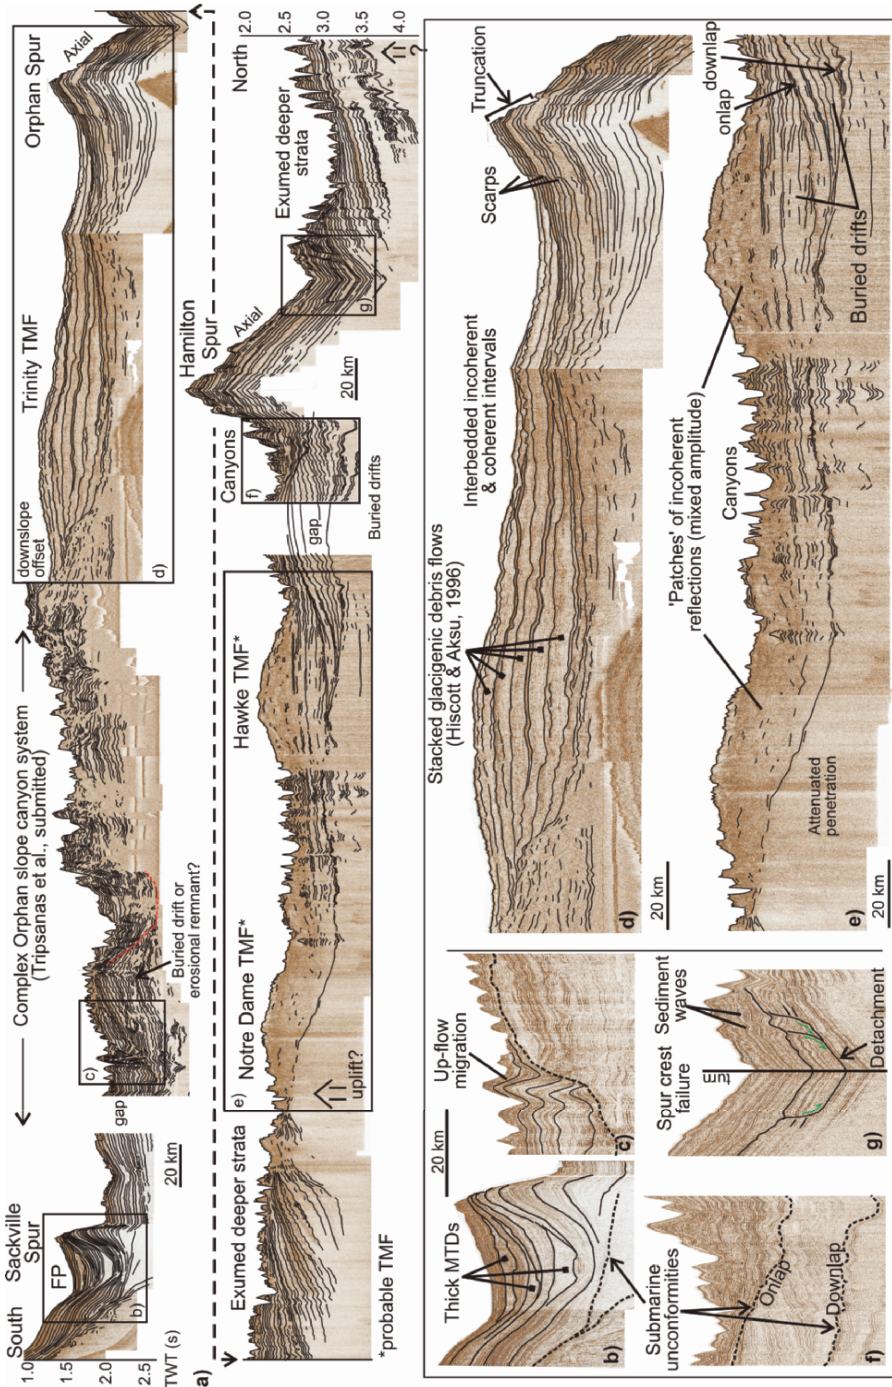 South
Sackville
Spur
FP
b)
1.0
1.5
2.0
2.5
TWT (s)
a)
20 km
gap
c)
Complex Orphan slope canyon system
(Tripsanas et al., submitted)
Buried drift or
erosional remnant?
downslope
offset
d)
Trinity TMF
Orphan Spur
Axial
Exumed deeper strata
*probable TMF
e)
uplift?
Notre Dame TMF*
Hawke TMF*
gap
Buried drifts
Canyons
f)
Hamilton
Spur
Axial
20 km
g)
Exumed deeper
strata
North
2.0
2.5
3.0
3.5
4.0
?
b)
Thick MTDs
20 km
Submarine
unconformities
c)
Up-flow
migration
f)
Onlap
Downlap
g)
Spur crest
failure
Sediment
waves
Detachment
d)
20 km
Stacked glacigenic debris flows
(Hiscott & Aksu, 1996)
Interbedded incoherent
& coherent intervals
Scarps
Truncation
e)
20 km
Attenuated
penetration
'Patches' of incoherent
reflections (mixed amplitude)
Canyons
Buried drifts
onlap
downlap